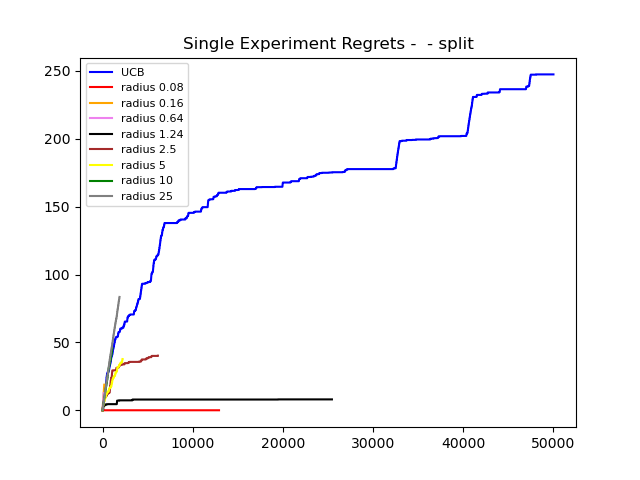 Single Experiment Regrets -  - split
250
200
150
100
50
0
UCB
radius 0.08
radius 0.16
radius 0.64
radius 1.24
radius 2.5
radius 5
radius 10
radius 25
0 10000 20000 30000 40000 50000